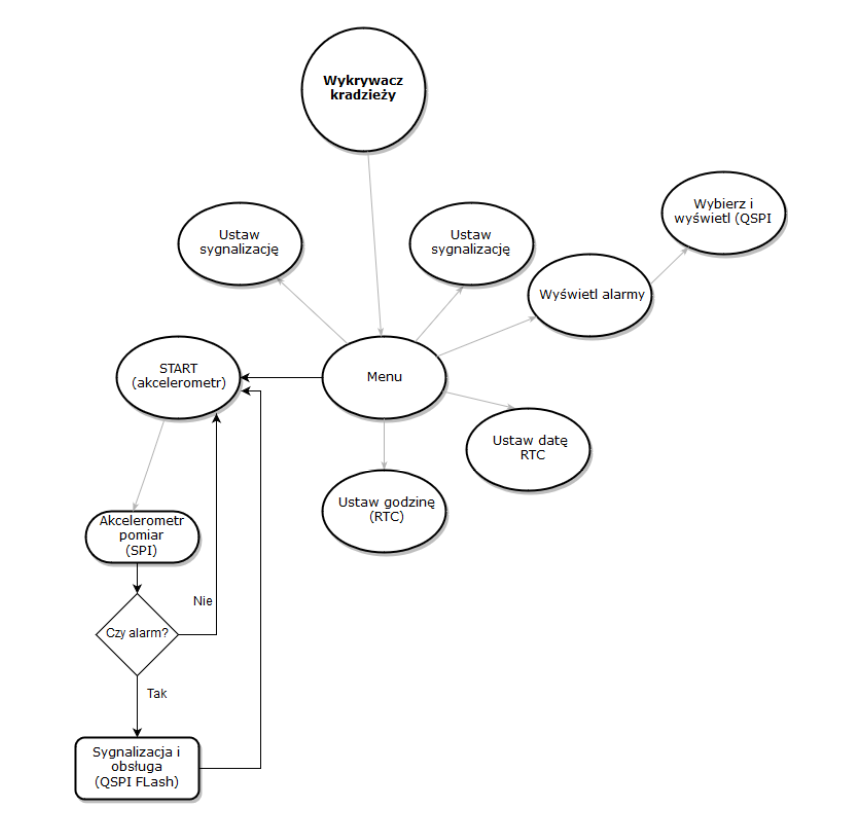 Wykrywacz
kradzieży
Ustaw
sygnalizację
Ustaw
sygnalizację
Wybierz i
wyświetl (QSPI
Wyświetl alarmy
START
(akcelerometr)
Menu
Ustaw datę
RTC
Ustaw godzinę
(RTC)
Akcelerometr
pomiar
(SPI)
Nie
Czy alarm?
Tak
Sygnalizacja i
obsługa
(QSPI FLash)